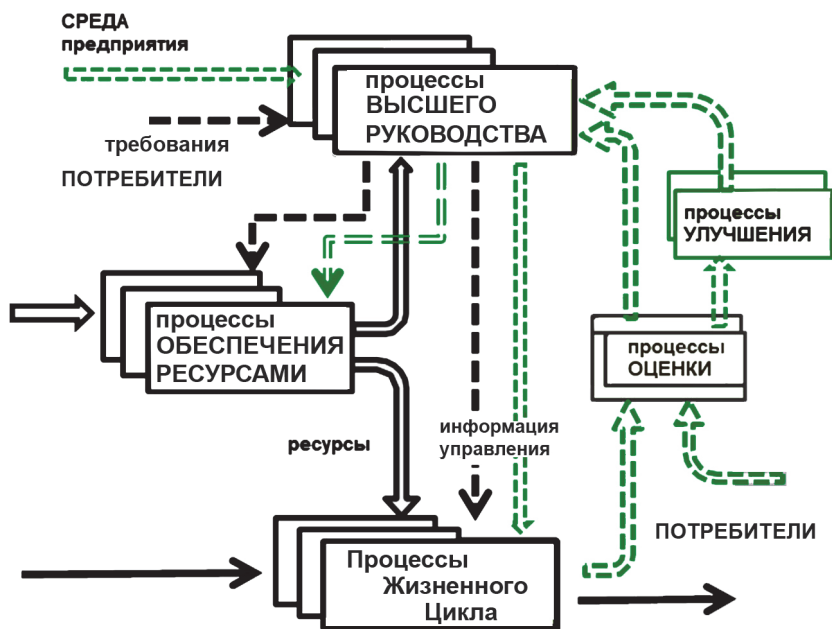 СРЕДА
предприятия
процессы
ВЫСШЕГО
РУКОВОДСТВА
требования
ПОТРЕБИТЕЛИ
процессы
УЛУЧШЕНИЯ
процессы
ОБЕСПЕЧЕНИЯ
РЕСУРСАМИ
процессы
ОЦЕНКИ
ресурсы
информация
управления
ПОТРЕБИТЕЛИ
Процессы
Жизненного
Цикла